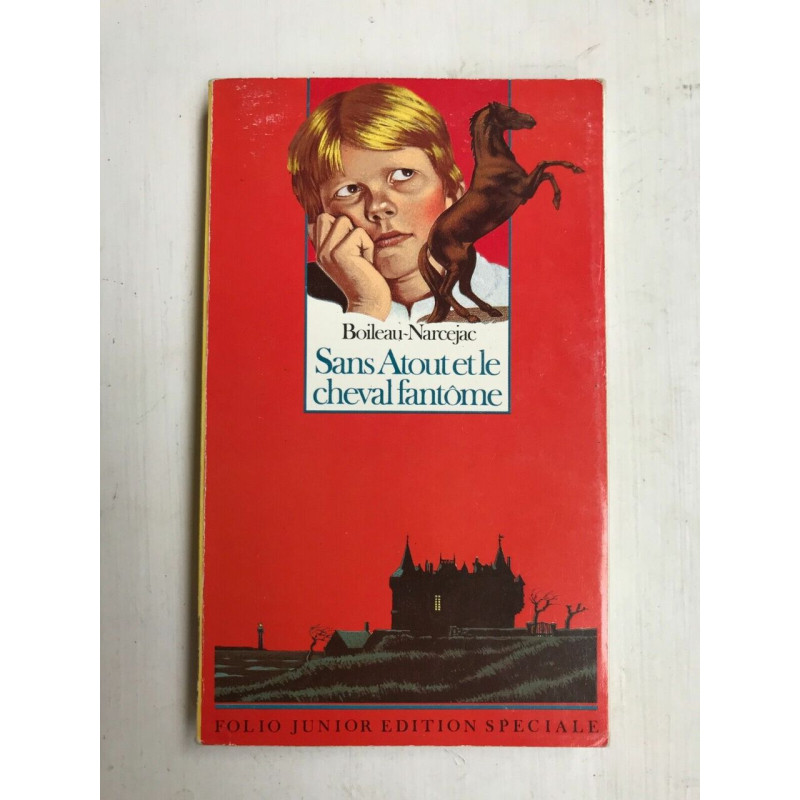 Boileau-Narcejac
Sans Atout et le
cheval fantôme
FOLIO JUNIOR EDITION SPECIALE